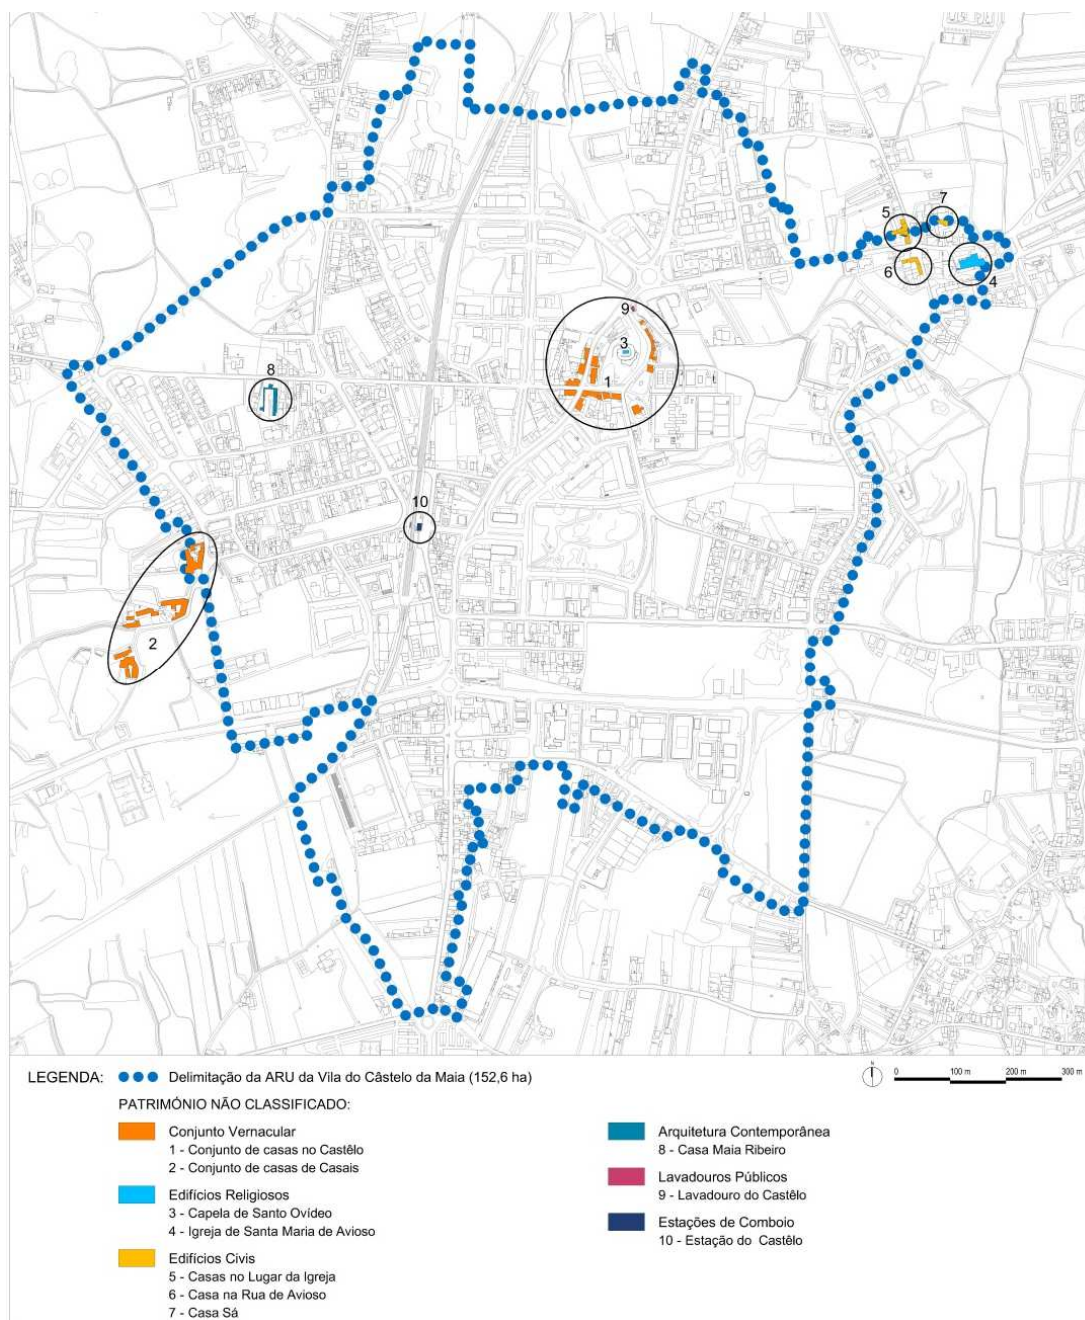 5
7
6
4
9
3
1
8
10
2
LEGENDA:
Delimitação da ARU da Vila do Câstelo da Maia (152,6 ha)
N
0 100 m 200 m 300 m
PATRIMÓNIO NÃO CLASSIFICADO:
Conjunto Vernacular
1 - Conjunto de casas no Castêlo
2 - Conjunto de casas de Casais
Edifícios Religiosos
3 - Capela de Santo Ovídeo
4 - Igreja de Santa Maria de Avioso
Edifícios Civis
5 - Casas no Lugar da Igreja
6 - Casa na Rua de Avioso
7 - Casa Sá
Arquitetura Contemporânea
8 - Casa Maia Ribeiro
Lavadouros Públicos
9 - Lavadouro do Castêlo
Estações de Comboio
10 - Estação do Castêlo